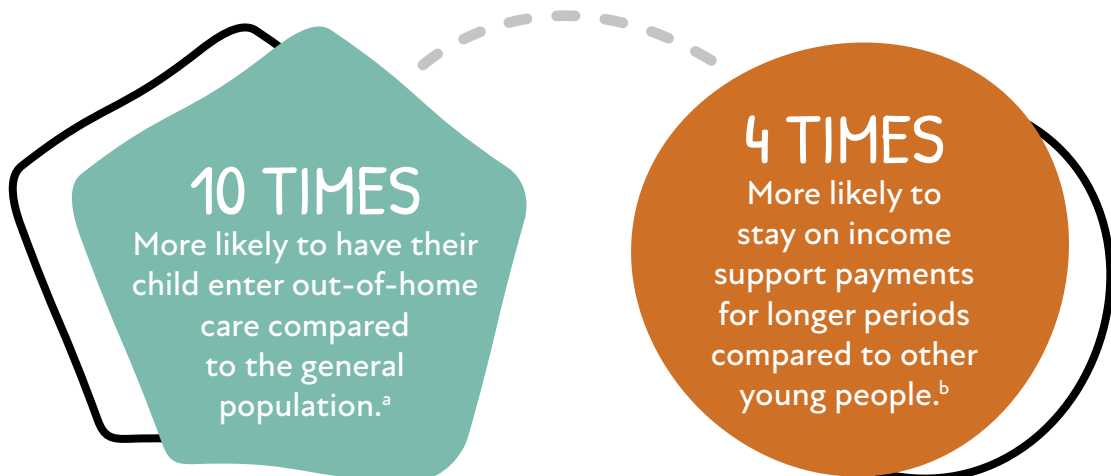 10 TIMES
More likely to have their
child enter out-of-home
care compared
to the general
population.ᵃ
4 TIMES
More likely to
stay on income
support payments
for longer periods
compared to other
young people.ᵇ